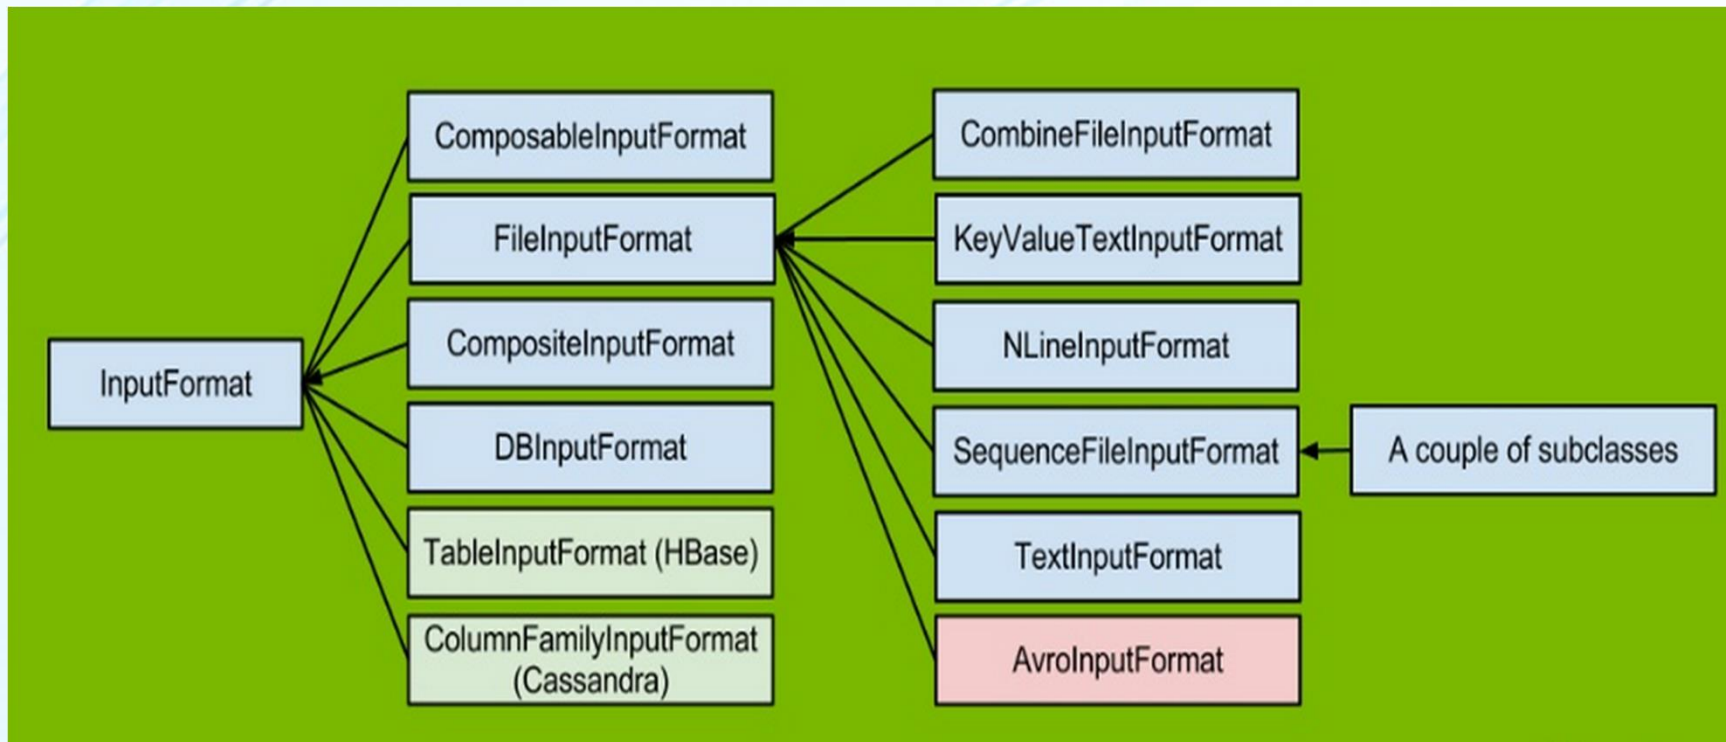 InputFormat
ComposableInputFormat
FileInputFormat
CompositeInputFormat
DBInputFormat
TableInputFormat (HBase)
ColumnFamilyInputFormat
(Cassandra)
CombineFileInputFormat
KeyValueTextInputFormat
NLineInputFormat
SequenceFileInputFormat
TextInputFormat
AvroInputFormat
A couple of subclasses